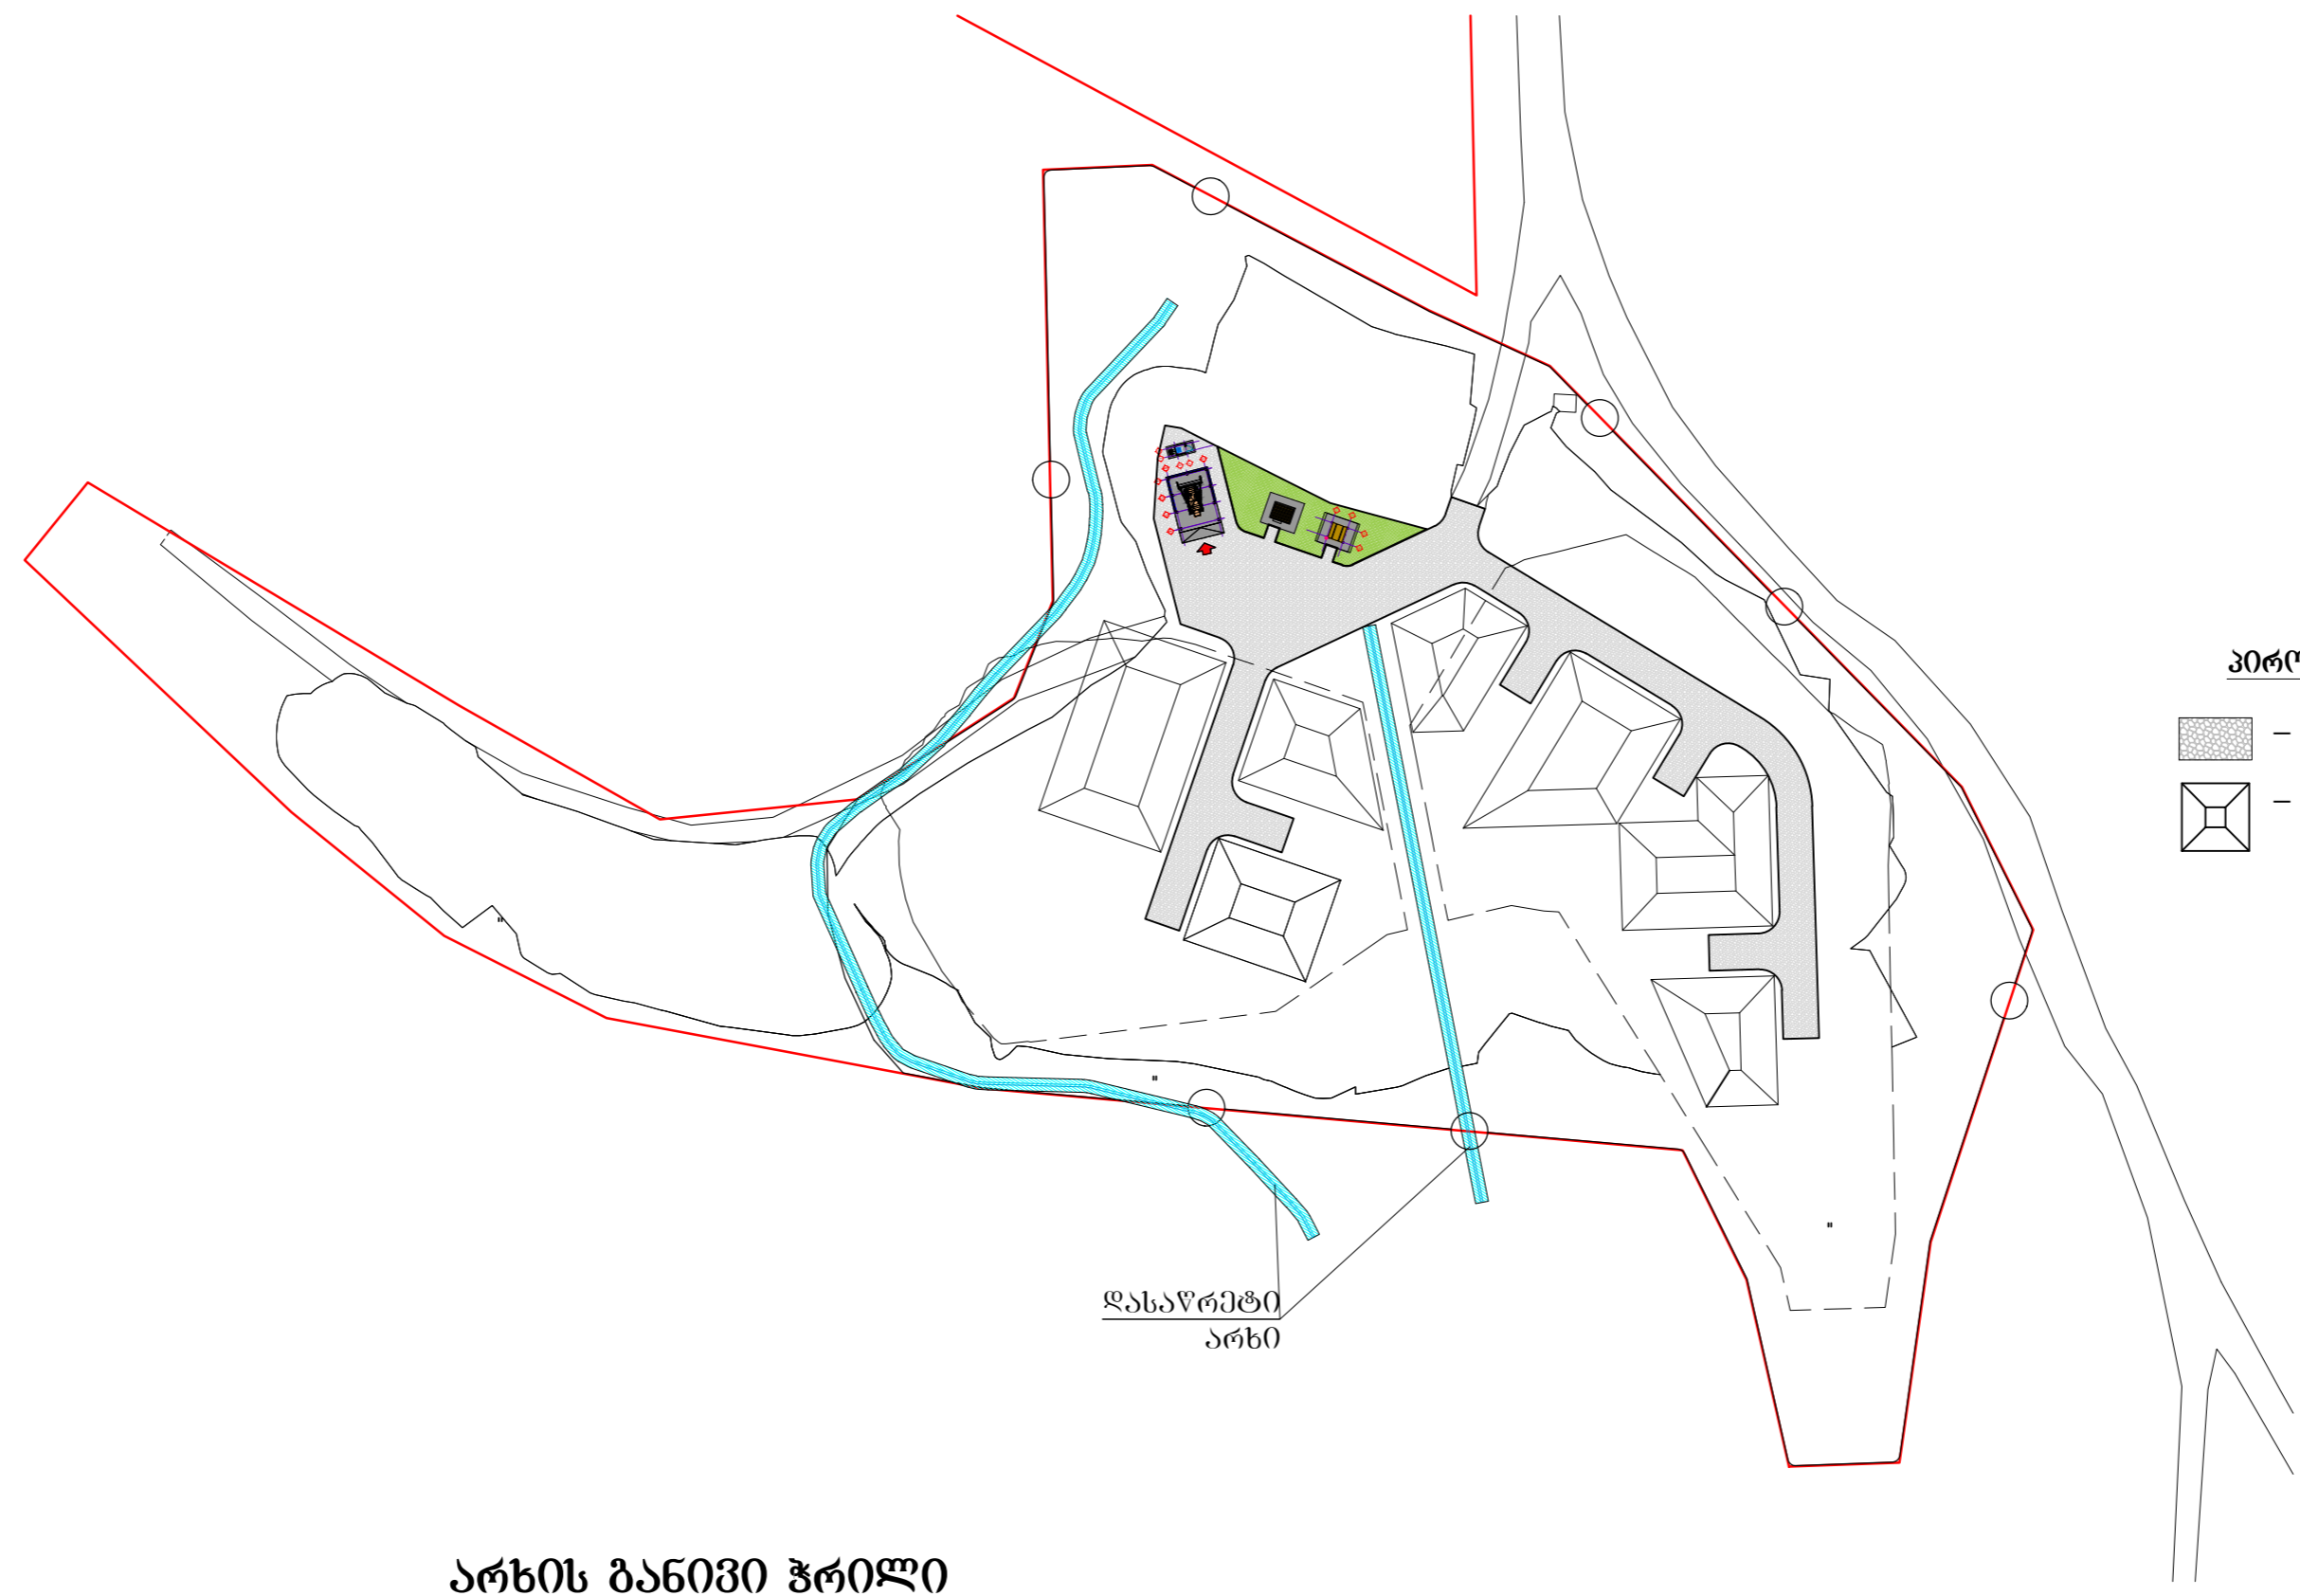 დასაწრეტი
არხი
არხის განივი ჭრილი